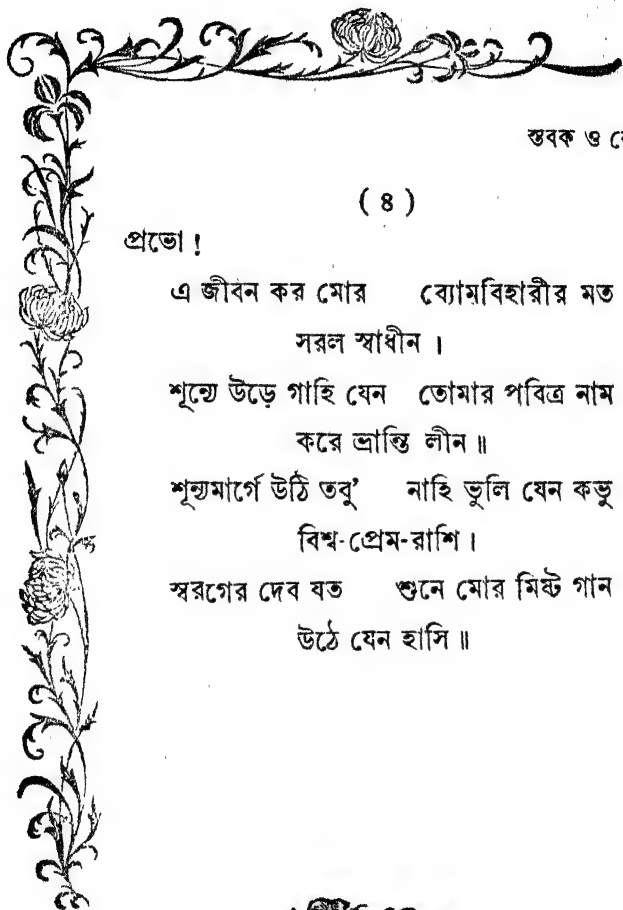 স্তবক ও
( ৪ )
প্রভো !
এ জীবন কর মোর ব্যোমবিহারীর মত
সরল স্বাধীন ।
শূন্যে উড়ে গাহি যেন তোমার পবিত্র নাম
করে ভ্রান্তি লীন ॥
শূন্যমার্গে উঠি তবু' নাহি ভুলি যেন কভু
বিশ্ব-প্রেম-রাশি ।
স্বরগের দেব যত শুনে মোর মিষ্ট গান
উঠে যেন হাসি ॥